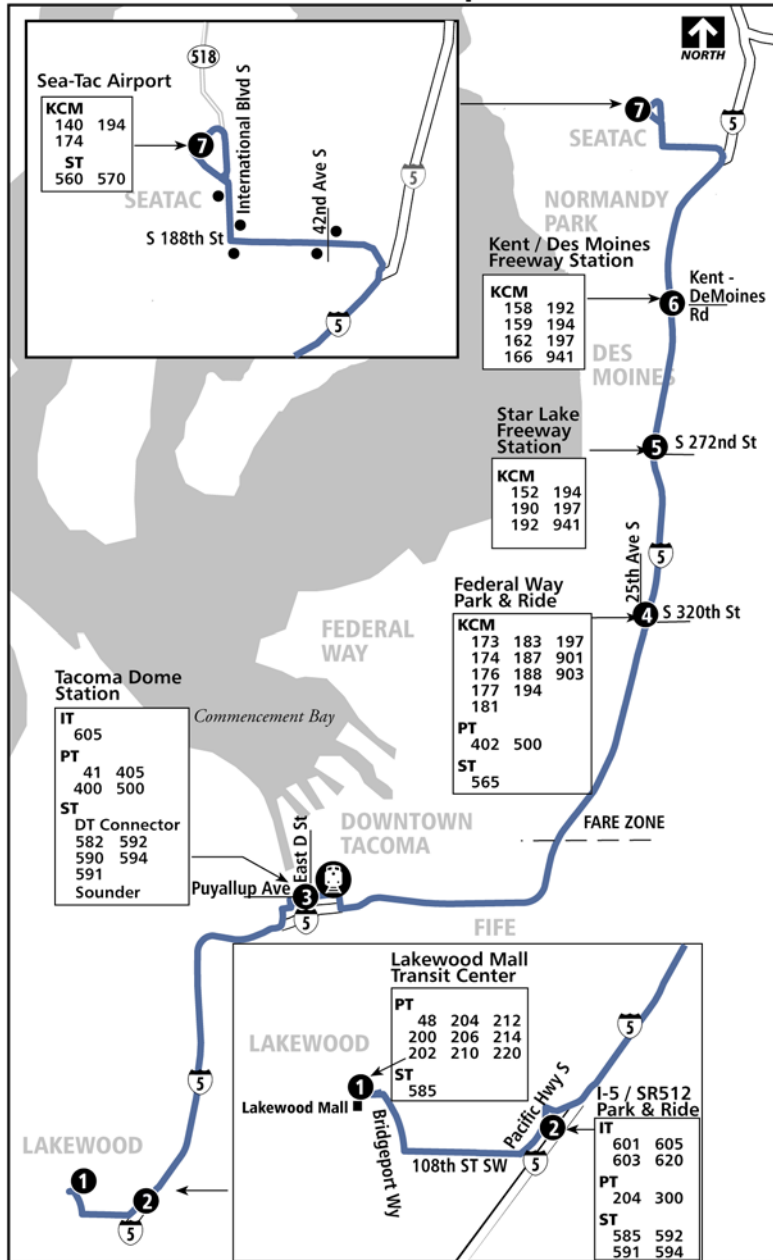 518
Sea-Tac Airport
KCM
140 194
174
ST
560 570
7
International Blvd S
SEATAC
42nd Ave S
S 188th St
5
5
NORTH
7
SEATAC
5
NORMANDY
PARK
Kent / Des Moines
Freeway Station
KCM
158 192
159 194
162 197
166 941
6
Kent -
DeMoines
Rd
DES
MOINES
Star Lake
Freeway
Station
KCM
152 194
190 197
192 941
5
S 272nd St
5
25th Ave S
Federal Way
Park & Ride
KCM
173 183 197
174 187 901
176 188 903
177 194
181
PT
402 500
ST
565
4
S 320th St
FEDERAL
WAY
Tacoma Dome
Station
IT
605
PT
41 405
400 500
ST
DT Connector
582 592
590 594
591
Sounder
Commencement Bay
DOWNTOWN
TACOMA
FARE ZONE
East D St
Puyallup Ave
3
5
FIFE
5
LAKEWOOD
1
2
5
Lakewood Mall
Transit Center
PT
48 204 212
200 206 214
202 210 220
ST
585
LAKEWOOD
1
Lakewood Mall
Bridgeport Wy
108th ST SW
Pacific Hwy S
5
2
5
I-5 / SR512
Park & Ride
IT
601 605
603 620
PT
204 300
ST
585 592
591 594